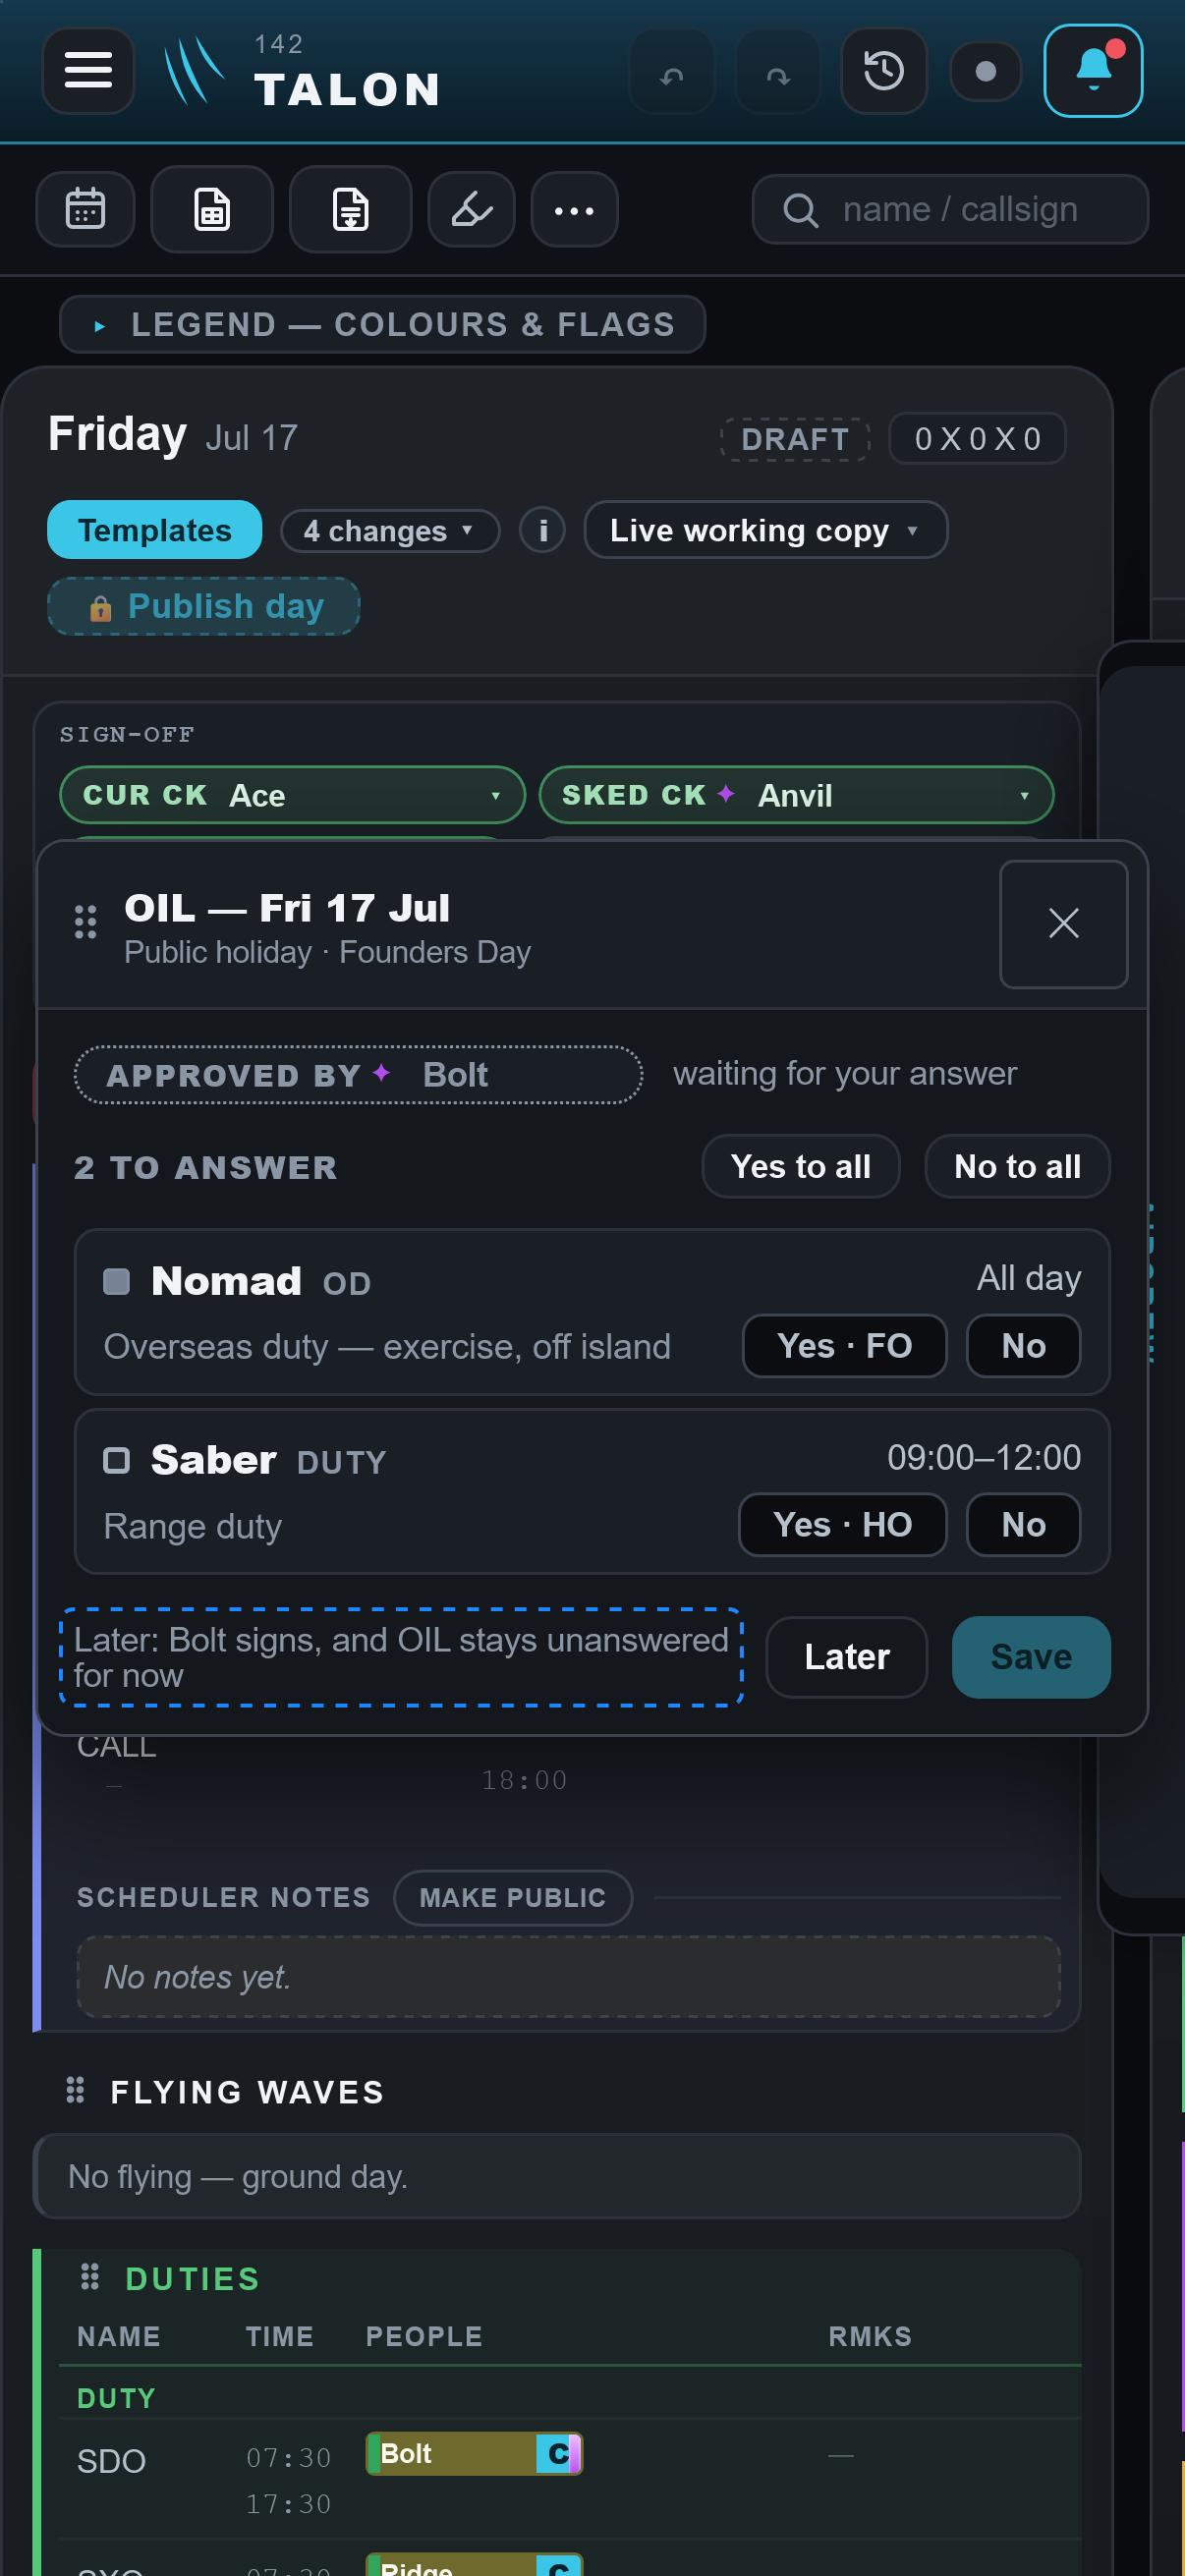 142
TALON
name / callsign
LEGEND — COLOURS & FLAGS
Friday Jul 17
DRAFT
0 X 0 X 0
Templates
4 changes
i
Live working copy
Publish day
SIGN-OFF
CUR CK Ace
SKED CK Anvil
OIL — Fri 17 Jul
Public holiday · Founders Day
APPROVED BY Bolt
waiting for your answer
2 TO ANSWER
Yes to all
No to all
Nomad OD
All day
Overseas duty — exercise, off island
Yes · FO
No
Saber DUTY
09:00–12:00
Range duty
Yes · HO
No
Later: Bolt signs, and OIL stays unanswered
for now
Later
Save
CALL
— 18:00
SCHEDULER NOTES
MAKE PUBLIC
No notes yet.
FLYING WAVES
No flying — ground day.
DUTIES
NAME TIME PEOPLE RMKS
DUTY
SDO 07:30 Bolt C —
17:30
Ridge C